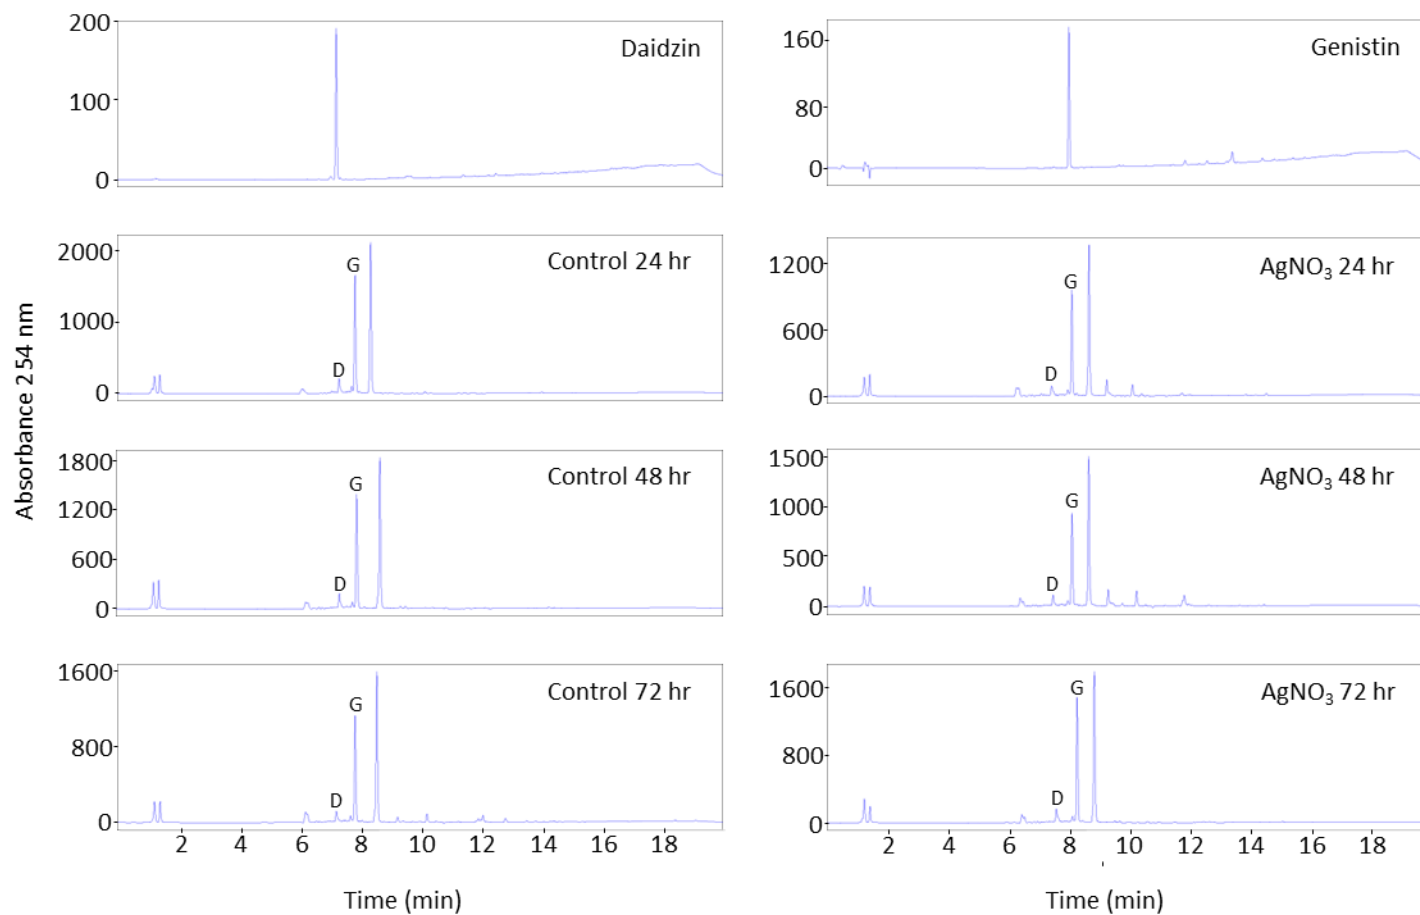 Absorbance 254 nm
Daidzin
200
100
0
Genistin
160
80
0
Control 24 hr
2000
1000
0
G
D
AgNO₃ 24 hr
1200
600
0
G
D
Control 48 hr
1800
1200
600
0
G
D
AgNO₃ 48 hr
1500
1000
500
0
G
D
Control 72 hr
1600
800
0
G
D
2 4 6 8 10 12 14 16 18
Time (min)
AgNO₃ 72 hr
1600
800
0
G
D
2 4 6 8 10 12 14 16 18
Time (min)